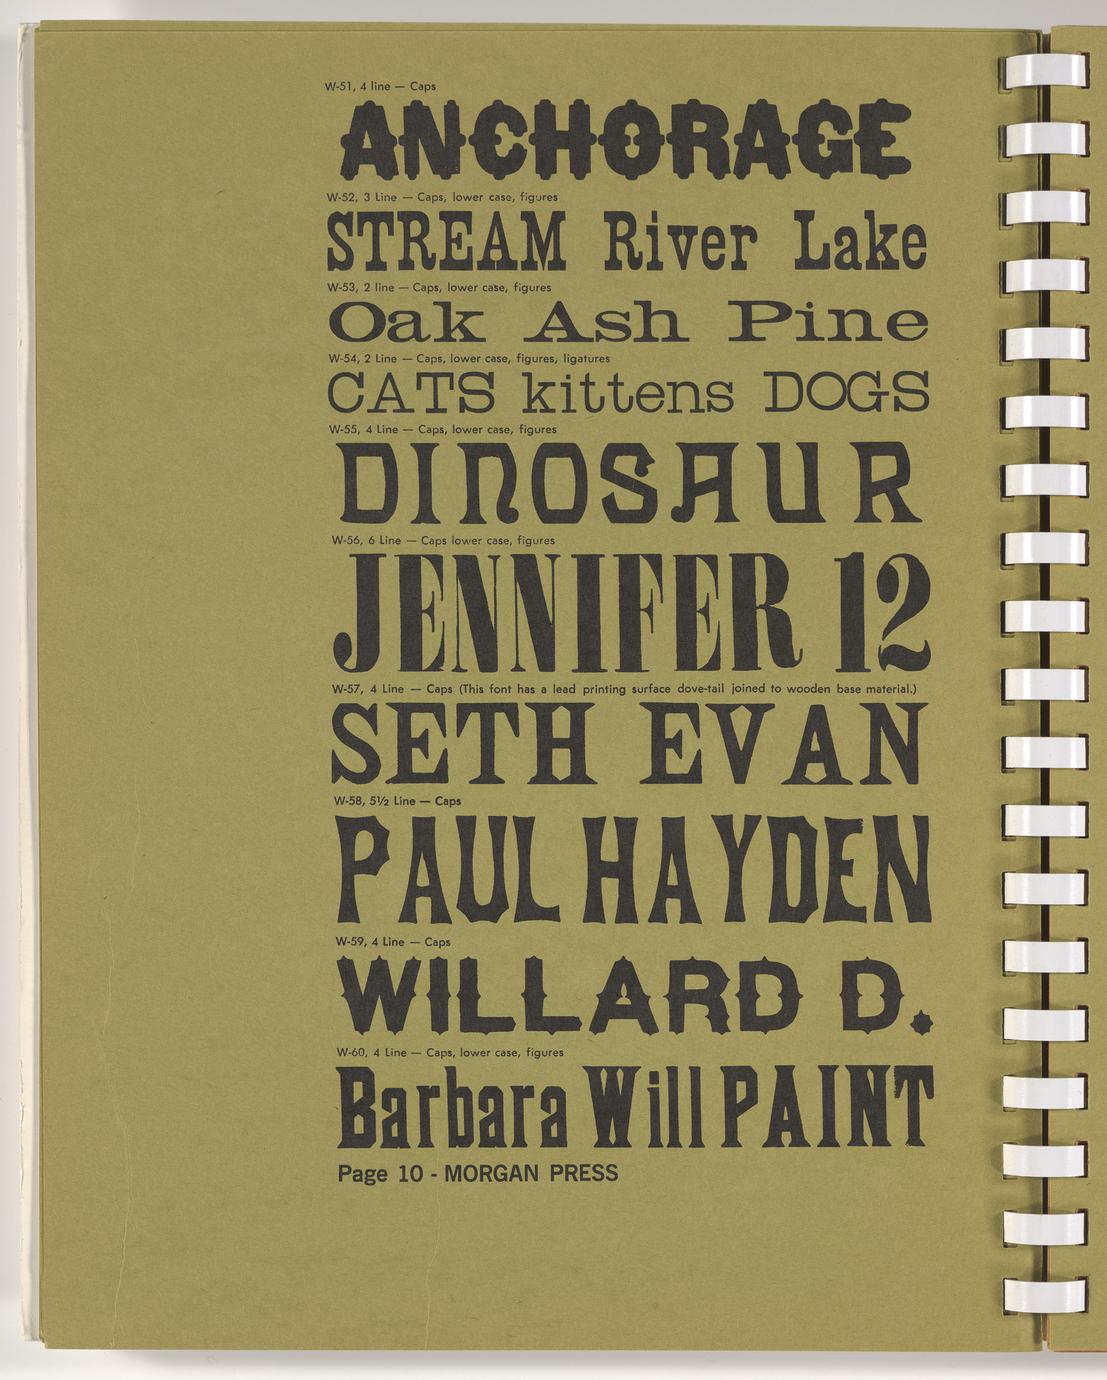 W-51, 4 line — Caps
ANCHORAGE
W-52, 3 Line — Caps, lower case, figures
STREAM River Lake
W-53, 2 line — Caps, lower case, figures
Oak Ash Pine
W-54, 2 Line — Caps, lower case, figures, ligatures
CATS kittens DOGS
W-55, 4 Line — Caps, lower case, figures
DINOSAUR
W-56, 6 Line — Caps lower case, figures
JENNIFER 12
W-57, 4 Line — Caps (This font has a lead printing surface dove-tail joined to wooden base material.)
SETH EVAN
W-58, 5½ Line — Caps
PAUL HAYDEN
W-59, 4 Line — Caps
WILLARD D.
W-60, 4 Line — Caps, lower case, figures
Barbara Will PAINT
Page 10 - MORGAN PRESS